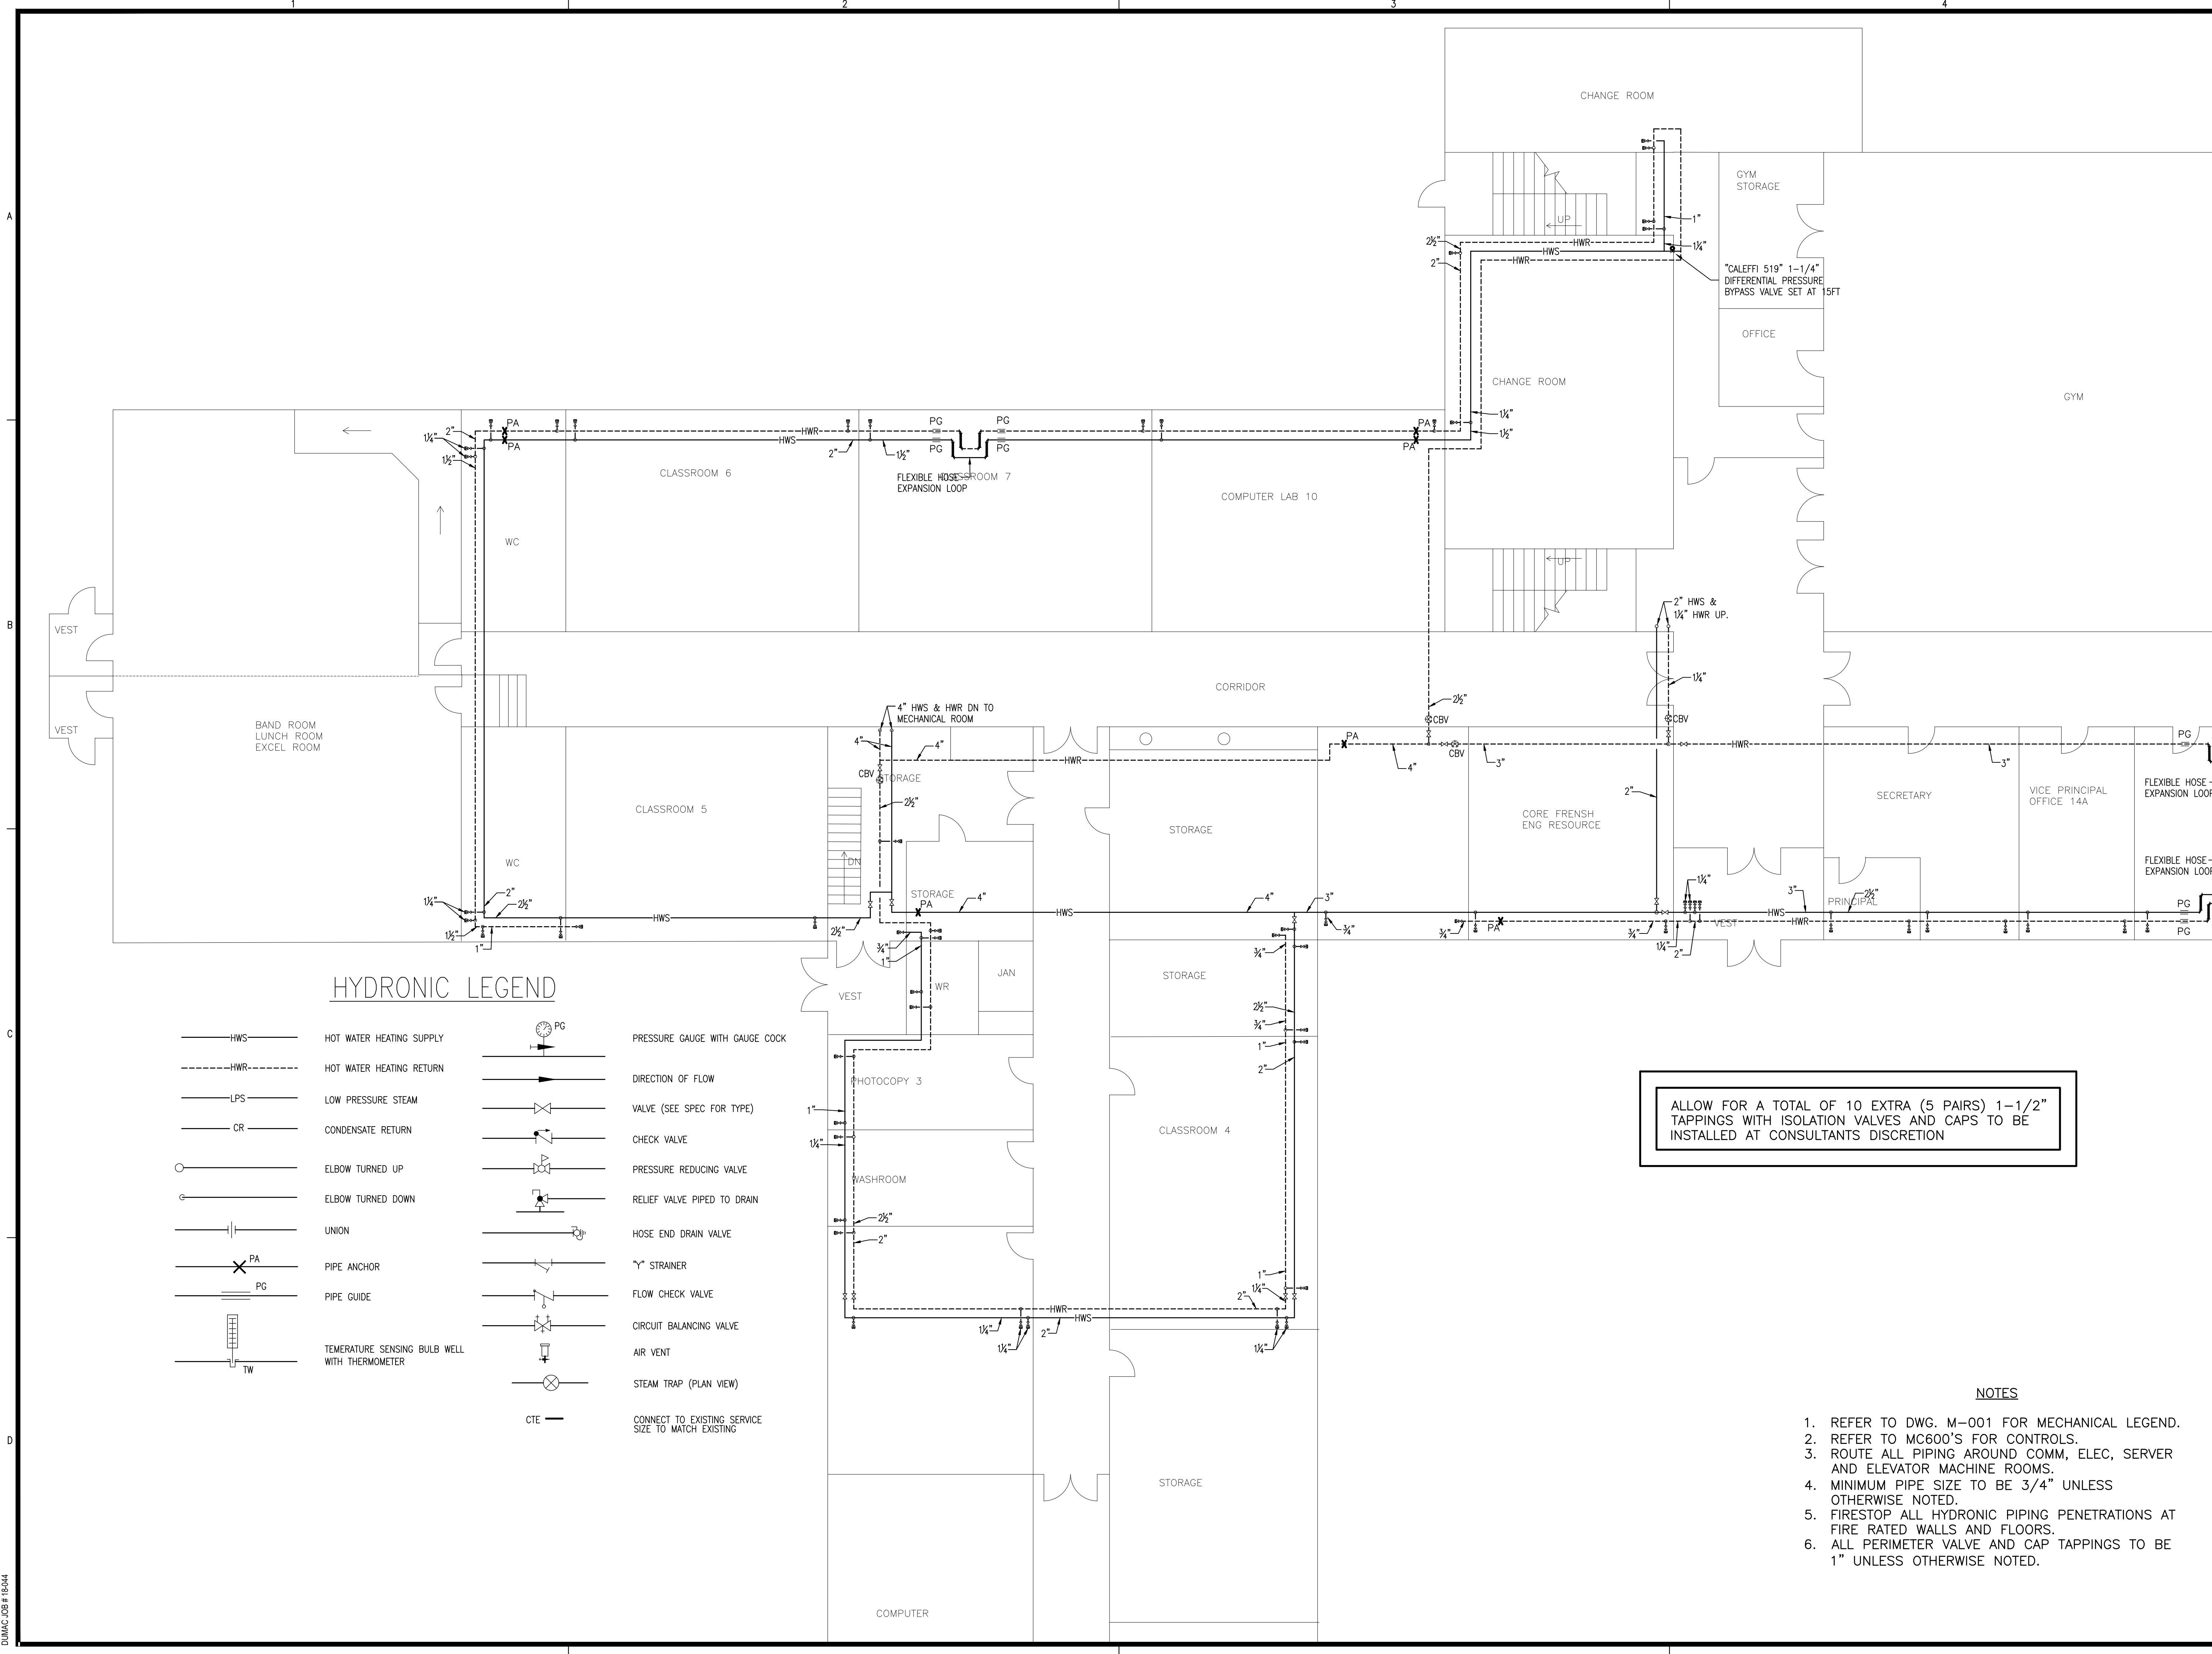 1
2
3
4
A
B
C
D
DUMAC JOB # 18-044
CHANGE ROOM
GYM
STORAGE
UP
1"
1¼"
2½"
2"
HWR
HWS
HWR
"CALEFFI 519" 1-1/4"
DIFFERENTIAL PRESSURE
BYPASS VALVE SET AT 15FT
OFFICE
CHANGE ROOM
GYM
1¼"
1½"
2"
1¼"
1½"
PA
PA
HWR
HWS
2"
1½"
PG
PG
PG
PG
PA
PA
CLASSROOM 6
FLEXIBLE HOSE
EXPANSION LOOP
CLASSROOM 7
COMPUTER LAB 10
WC
UP
2" HWS &
1¼" HWR UP.
VEST
VEST
BAND ROOM
LUNCH ROOM
EXCEL ROOM
CORRIDOR
1¼"
2½"
CBV
CBV
CBV
4" HWS & HWR DN TO
MECHANICAL ROOM
4"
4"
HWR
PA
4"
3"
HWR
3"
PG
CBV
STORAGE
2½"
CLASSROOM 5
STORAGE
2"
CORE FRENSH
ENG RESOURCE
SECRETARY
VICE PRINCIPAL
OFFICE 14A
FLEXIBLE HOSE
EXPANSION LOOP
FLEXIBLE HOSE
EXPANSION LOOP
WC
DN
STORAGE
PA
4"
HWS
4"
3"
1¼"
3"
2½"
PRINCIPAL
HWS
HWR
PG
PG
VEST
1¼"
2"
2½"
1½"
1"
HWS
2½"
¾"
1"
¾"
¾"
¾"
PA
¾"
1¼"
2"
JAN
WR
VEST
STORAGE
2½"
¾"
1"
2"
PHOTOCOPY 3
1"
1¼"
CLASSROOM 4
WASHROOM
2½"
2"
1"
1¼"
2"
HWR
HWS
1¼"
2"
1¼"
1¼"
STORAGE
COMPUTER
HYDRONIC LEGEND
HWS
HOT WATER HEATING SUPPLY
HWR
HOT WATER HEATING RETURN
LPS
LOW PRESSURE STEAM
CR
CONDENSATE RETURN
ELBOW TURNED UP
ELBOW TURNED DOWN
UNION
PA
PIPE ANCHOR
PG
PIPE GUIDE
TW
TEMERATURE SENSING BULB WELL
WITH THERMOMETER
PG
PRESSURE GAUGE WITH GAUGE COCK
DIRECTION OF FLOW
VALVE (SEE SPEC FOR TYPE)
CHECK VALVE
PRESSURE REDUCING VALVE
RELIEF VALVE PIPED TO DRAIN
HOSE END DRAIN VALVE
"Y" STRAINER
FLOW CHECK VALVE
CIRCUIT BALANCING VALVE
AIR VENT
STEAM TRAP (PLAN VIEW)
CTE
CONNECT TO EXISTING SERVICE
SIZE TO MATCH EXISTING
ALLOW FOR A TOTAL OF 10 EXTRA (5 PAIRS) 1-1/2"
TAPPINGS WITH ISOLATION VALVES AND CAPS TO BE
INSTALLED AT CONSULTANTS DISCRETION
NOTES
1. REFER TO DWG. M-001 FOR MECHANICAL LEGEND.
2. REFER TO MC600'S FOR CONTROLS.
3. ROUTE ALL PIPING AROUND COMM, ELEC, SERVER
AND ELEVATOR MACHINE ROOMS.
4. MINIMUM PIPE SIZE TO BE 3/4" UNLESS
OTHERWISE NOTED.
5. FIRESTOP ALL HYDRONIC PIPING PENETRATIONS AT
FIRE RATED WALLS AND FLOORS.
6. ALL PERIMETER VALVE AND CAP TAPPINGS TO BE
1" UNLESS OTHERWISE NOTED.